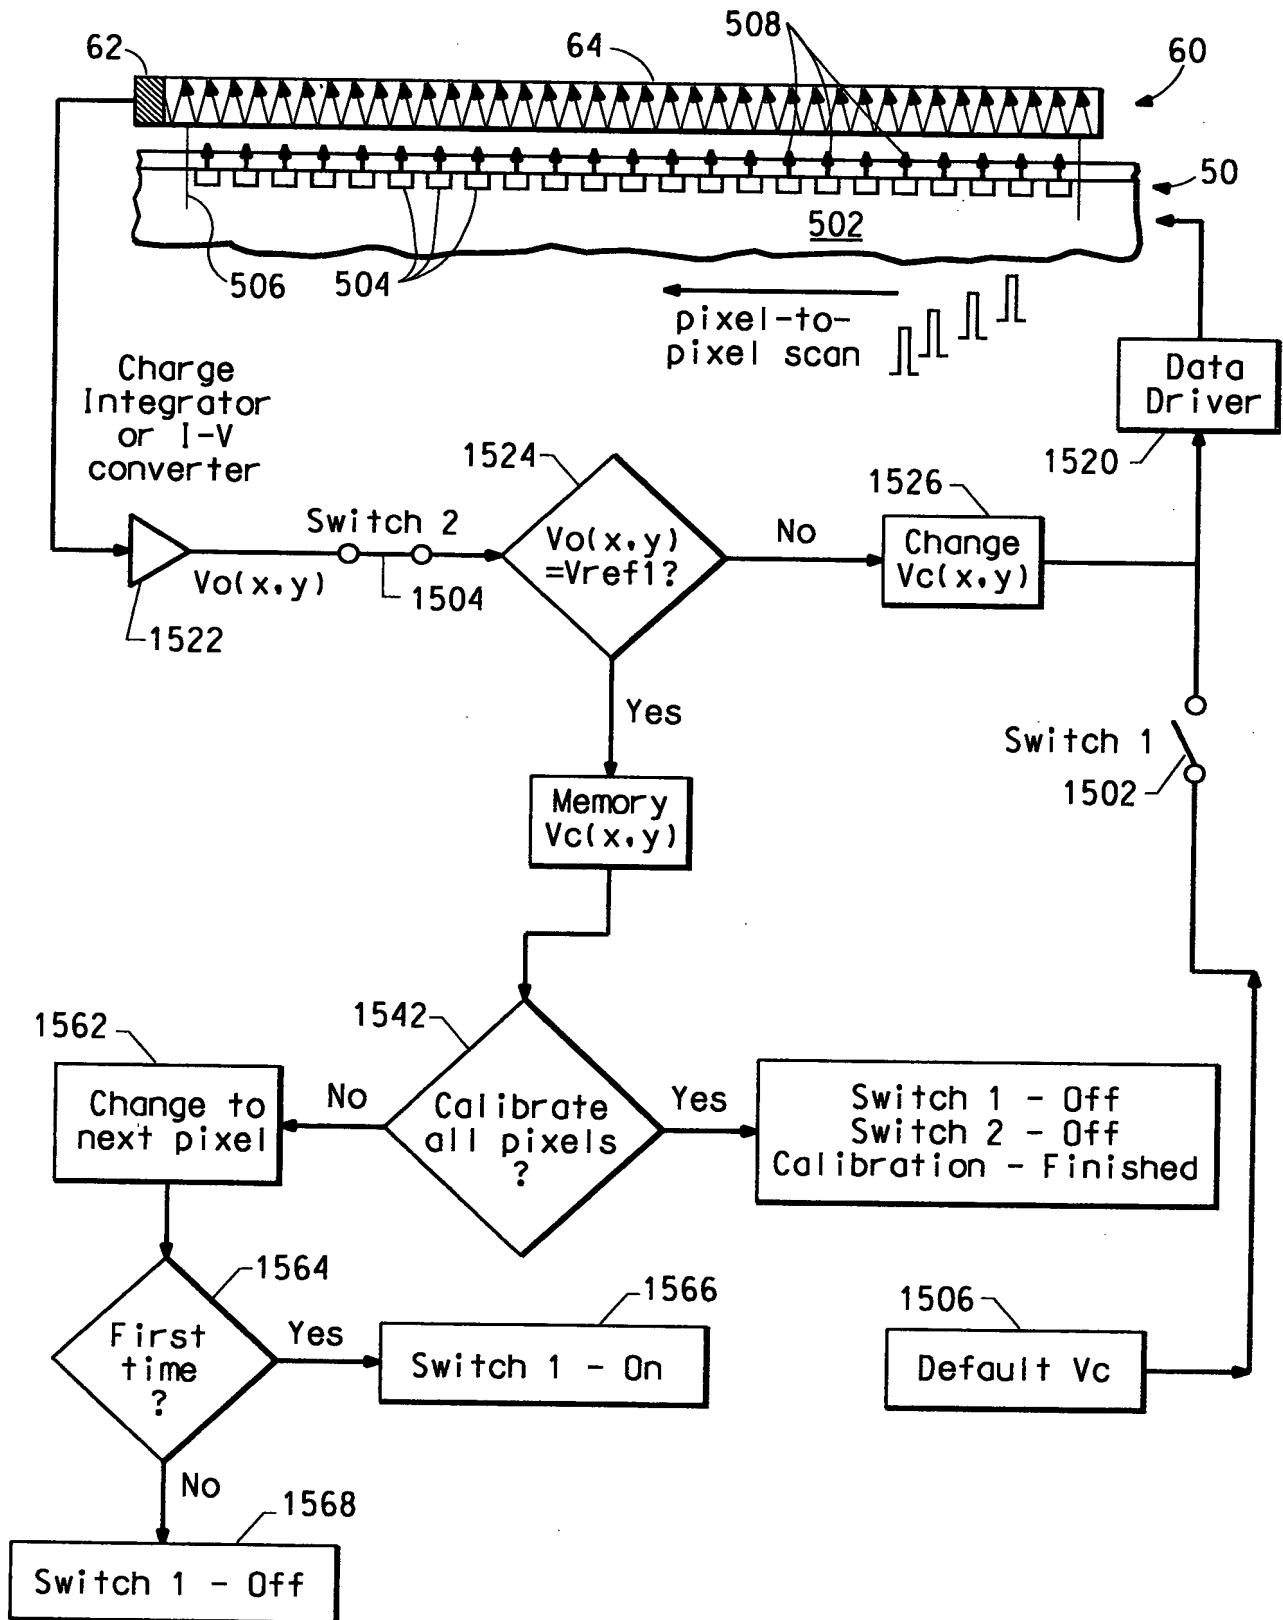 62
64
508
60
50
502
506
504
pixel-to-
pixel scan
Data
Driver
1520
Charge
Integrator
or I-V
converter
1522
Vo(x,y)
Switch 2
1504
1524
Vo(x,y)
=Vref1?
No
1526
Change
Vc(x,y)
Yes
Switch 1
1502
Memory
Vc(x,y)
1542
Calibrate
all pixels
?
No
Yes
1562
Change to
next pixel
Switch 1 - Off
Switch 2 - Off
Calibration - Finished
1564
First
time
?
Yes
1566
Switch 1 - On
1506
Default Vc
No
1568
Switch 1 - Off